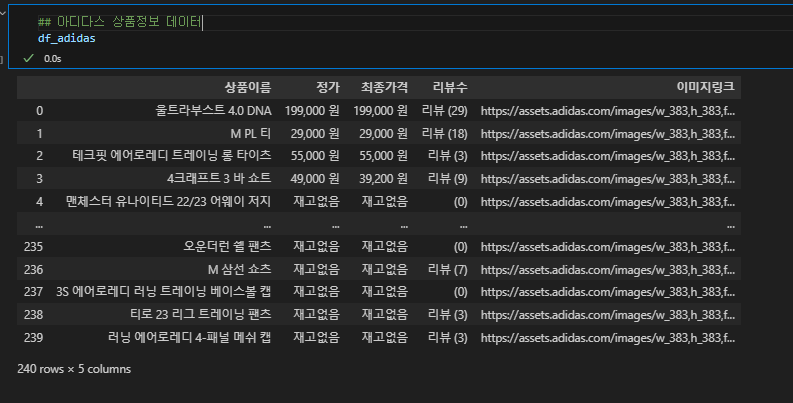 ## 아디다스 상품정보 데이터
df_adidas
0.0s
상품이름 정가 최종가격 리뷰수 이미지링크
0 울트라부스트 4.0 DNA 199,000 원 199,000 원 리뷰 (29) https://assets.adidas.com/images/w_383,h_383,f...
1 M PL 티 29,000 원 29,000 원 리뷰 (18) https://assets.adidas.com/images/w_383,h_383,f...
2 테크핏 에어로레디 트레이닝 롱 타이츠 55,000 원 55,000 원 리뷰 (3) https://assets.adidas.com/images/w_383,h_383,f...
3 4크래프트 3 바 쇼트 49,000 원 39,200 원 리뷰 (9) https://assets.adidas.com/images/w_383,h_383,f...
4 맨체스터 유나이티드 22/23 어웨이 저지 재고없음 재고없음 (0) https://assets.adidas.com/images/w_383,h_383,f...
... ... ... ... ... ...
235 오운더런 쉘 팬츠 재고없음 재고없음 (0) https://assets.adidas.com/images/w_383,h_383,f...
236 M 삼선 쇼츠 재고없음 재고없음 리뷰 (7) https://assets.adidas.com/images/w_383,h_383,f...
237 3S 에어로레디 러닝 트레이닝 베이스볼 캡 재고없음 재고없음 (0) https://assets.adidas.com/images/w_383,h_383,f...
238 티로 23 리그 트레이닝 팬츠 재고없음 재고없음 리뷰 (3) https://assets.adidas.com/images/w_383,h_383,f...
239 러닝 에어로레디 4-패널 메쉬 캡 재고없음 재고없음 리뷰 (3) https://assets.adidas.com/images/w_383,h_383,f...
240 rows × 5 columns